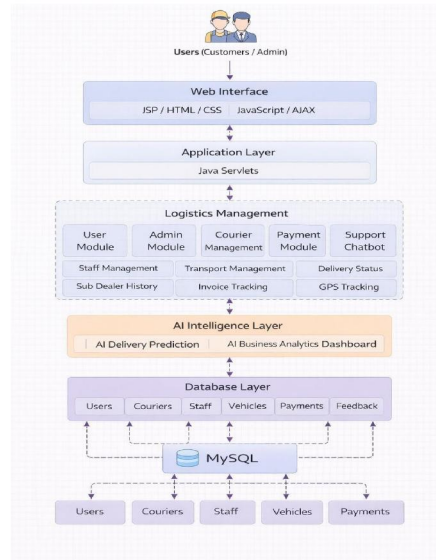 Users (Customers / Admin)
Web Interface
JSP / HTML / CSS JavaScript / AJAX
Application Layer
Java Servlets
Logistics Management
User Module
Admin Module
Courier Management
Payment Module
Support Chatbot
Staff Management Transport Management Delivery Status
Sub Dealer History Invoice Tracking GPS Tracking
AI Intelligence Layer
AI Delivery Prediction AI Business Analytics Dashboard
Database Layer
Users Couriers Staff Vehicles Payments Feedback
MySQL
Users Couriers Staff Vehicles Payments